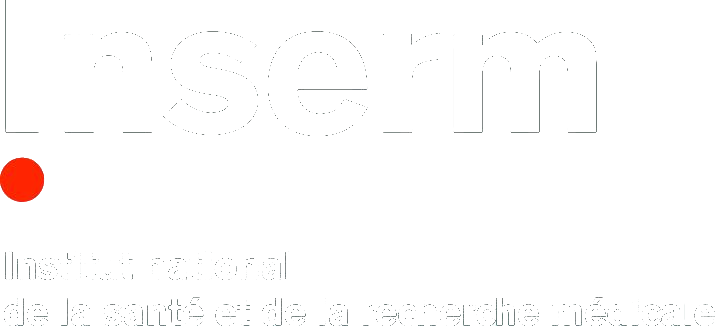 Inserm
Institut national
de la santé et de la recherche médicale